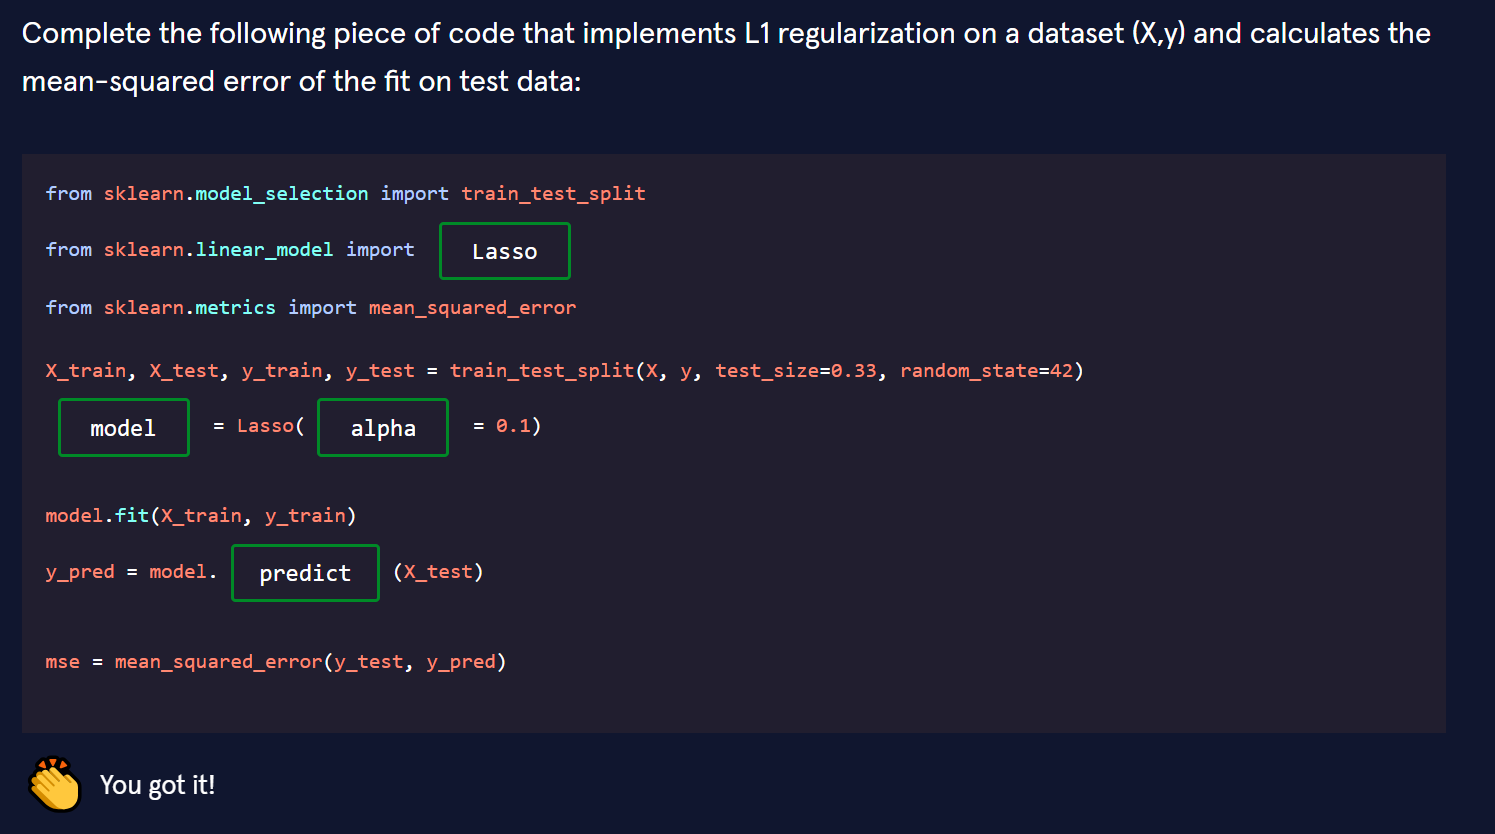 Complete the following piece of code that implements L1 regularization on a dataset (X,y) and calculates the
mean-squared error of the fit on test data:
from sklearn.model_selection import train_test_split
from sklearn.linear_model import Lasso
from sklearn.metrics import mean_squared_error
X_train, X_test, y_train, y_test = train_test_split(X, y, test_size=0.33, random_state=42)
model = Lasso( alpha = 0.1)
model.fit(X_train, y_train)
y_pred = model. predict (X_test)
mse = mean_squared_error(y_test, y_pred)
You got it!